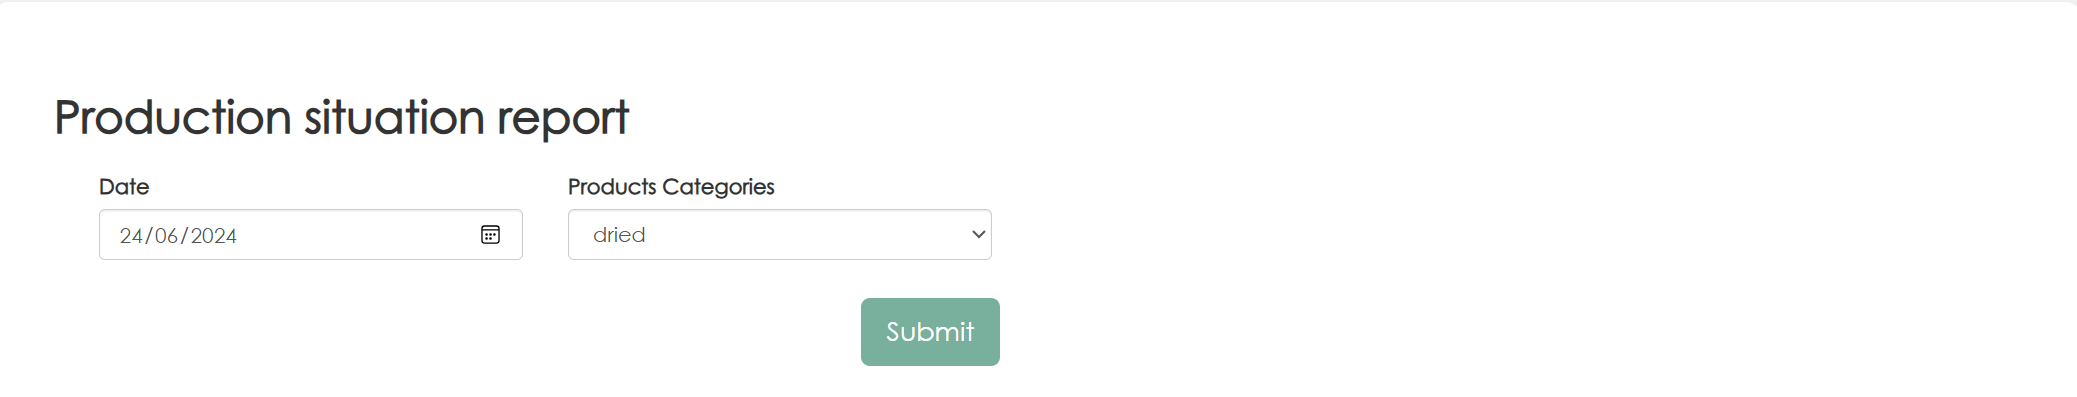 Production situation report
Date
Products Categories
24/06/2024
dried
Submit